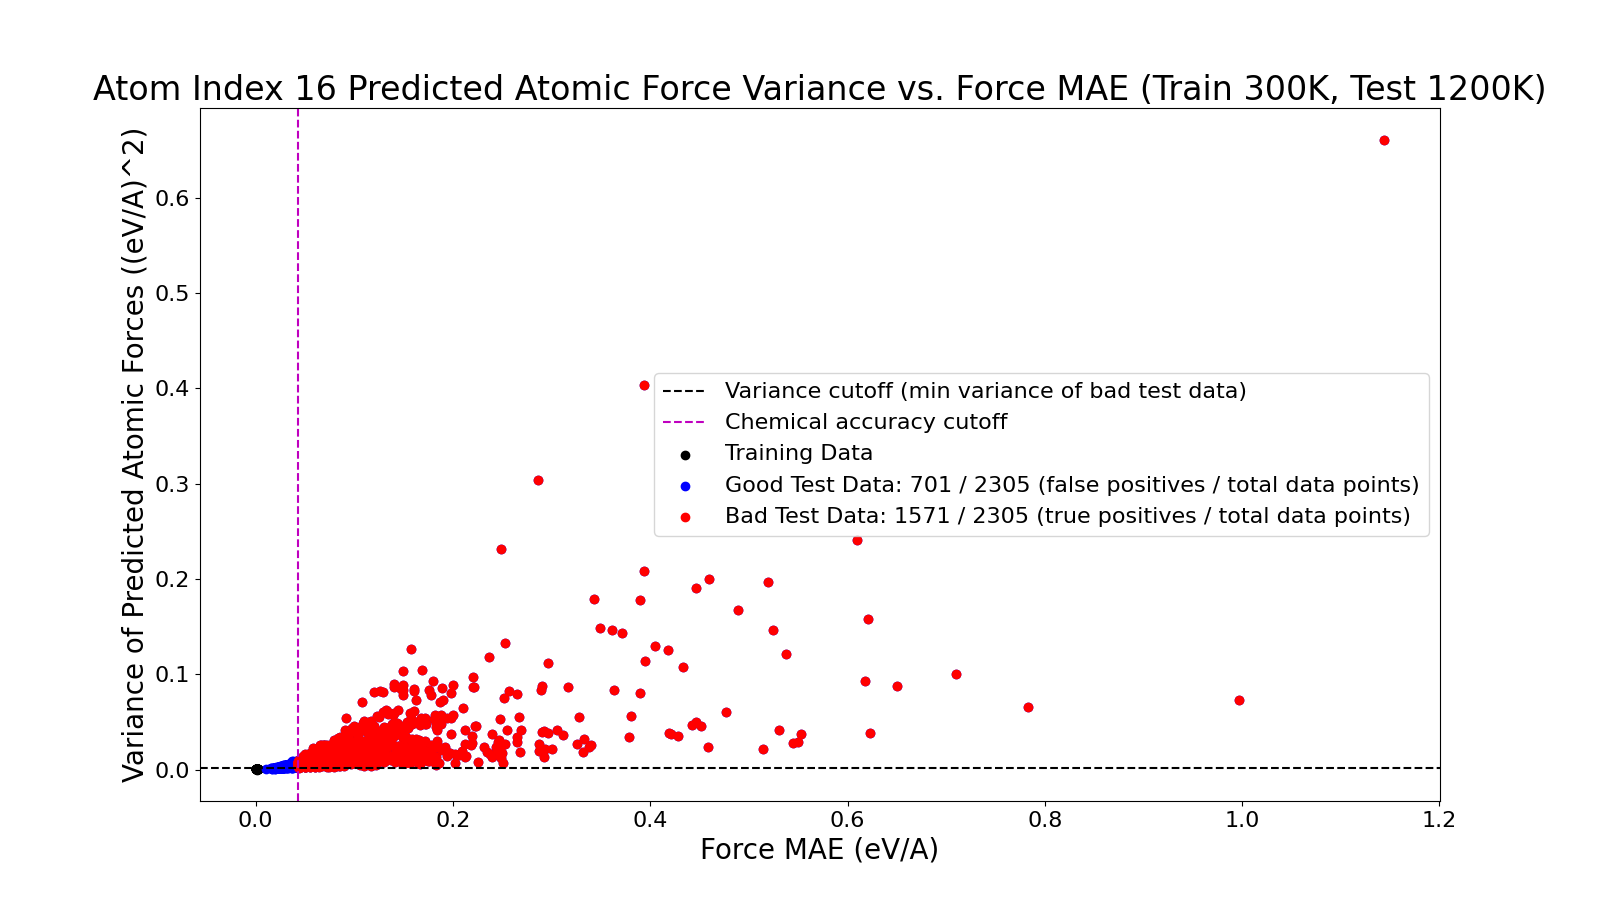 Atom Index 16 Predicted Atomic Force Variance vs. Force MAE (Train 300K, Test 1200K)
Variance of Predicted Atomic Forces ((eV/A)^2)
0.6
0.5
0.4
0.3
0.2
0.1
0.0
Variance cutoff (min variance of bad test data)
Chemical accuracy cutoff
Training Data
Good Test Data: 701 / 2305 (false positives / total data points)
Bad Test Data: 1571 / 2305 (true positives / total data points)
0.0 0.2 0.4 0.6 0.8 1.0 1.2
Force MAE (eV/A)